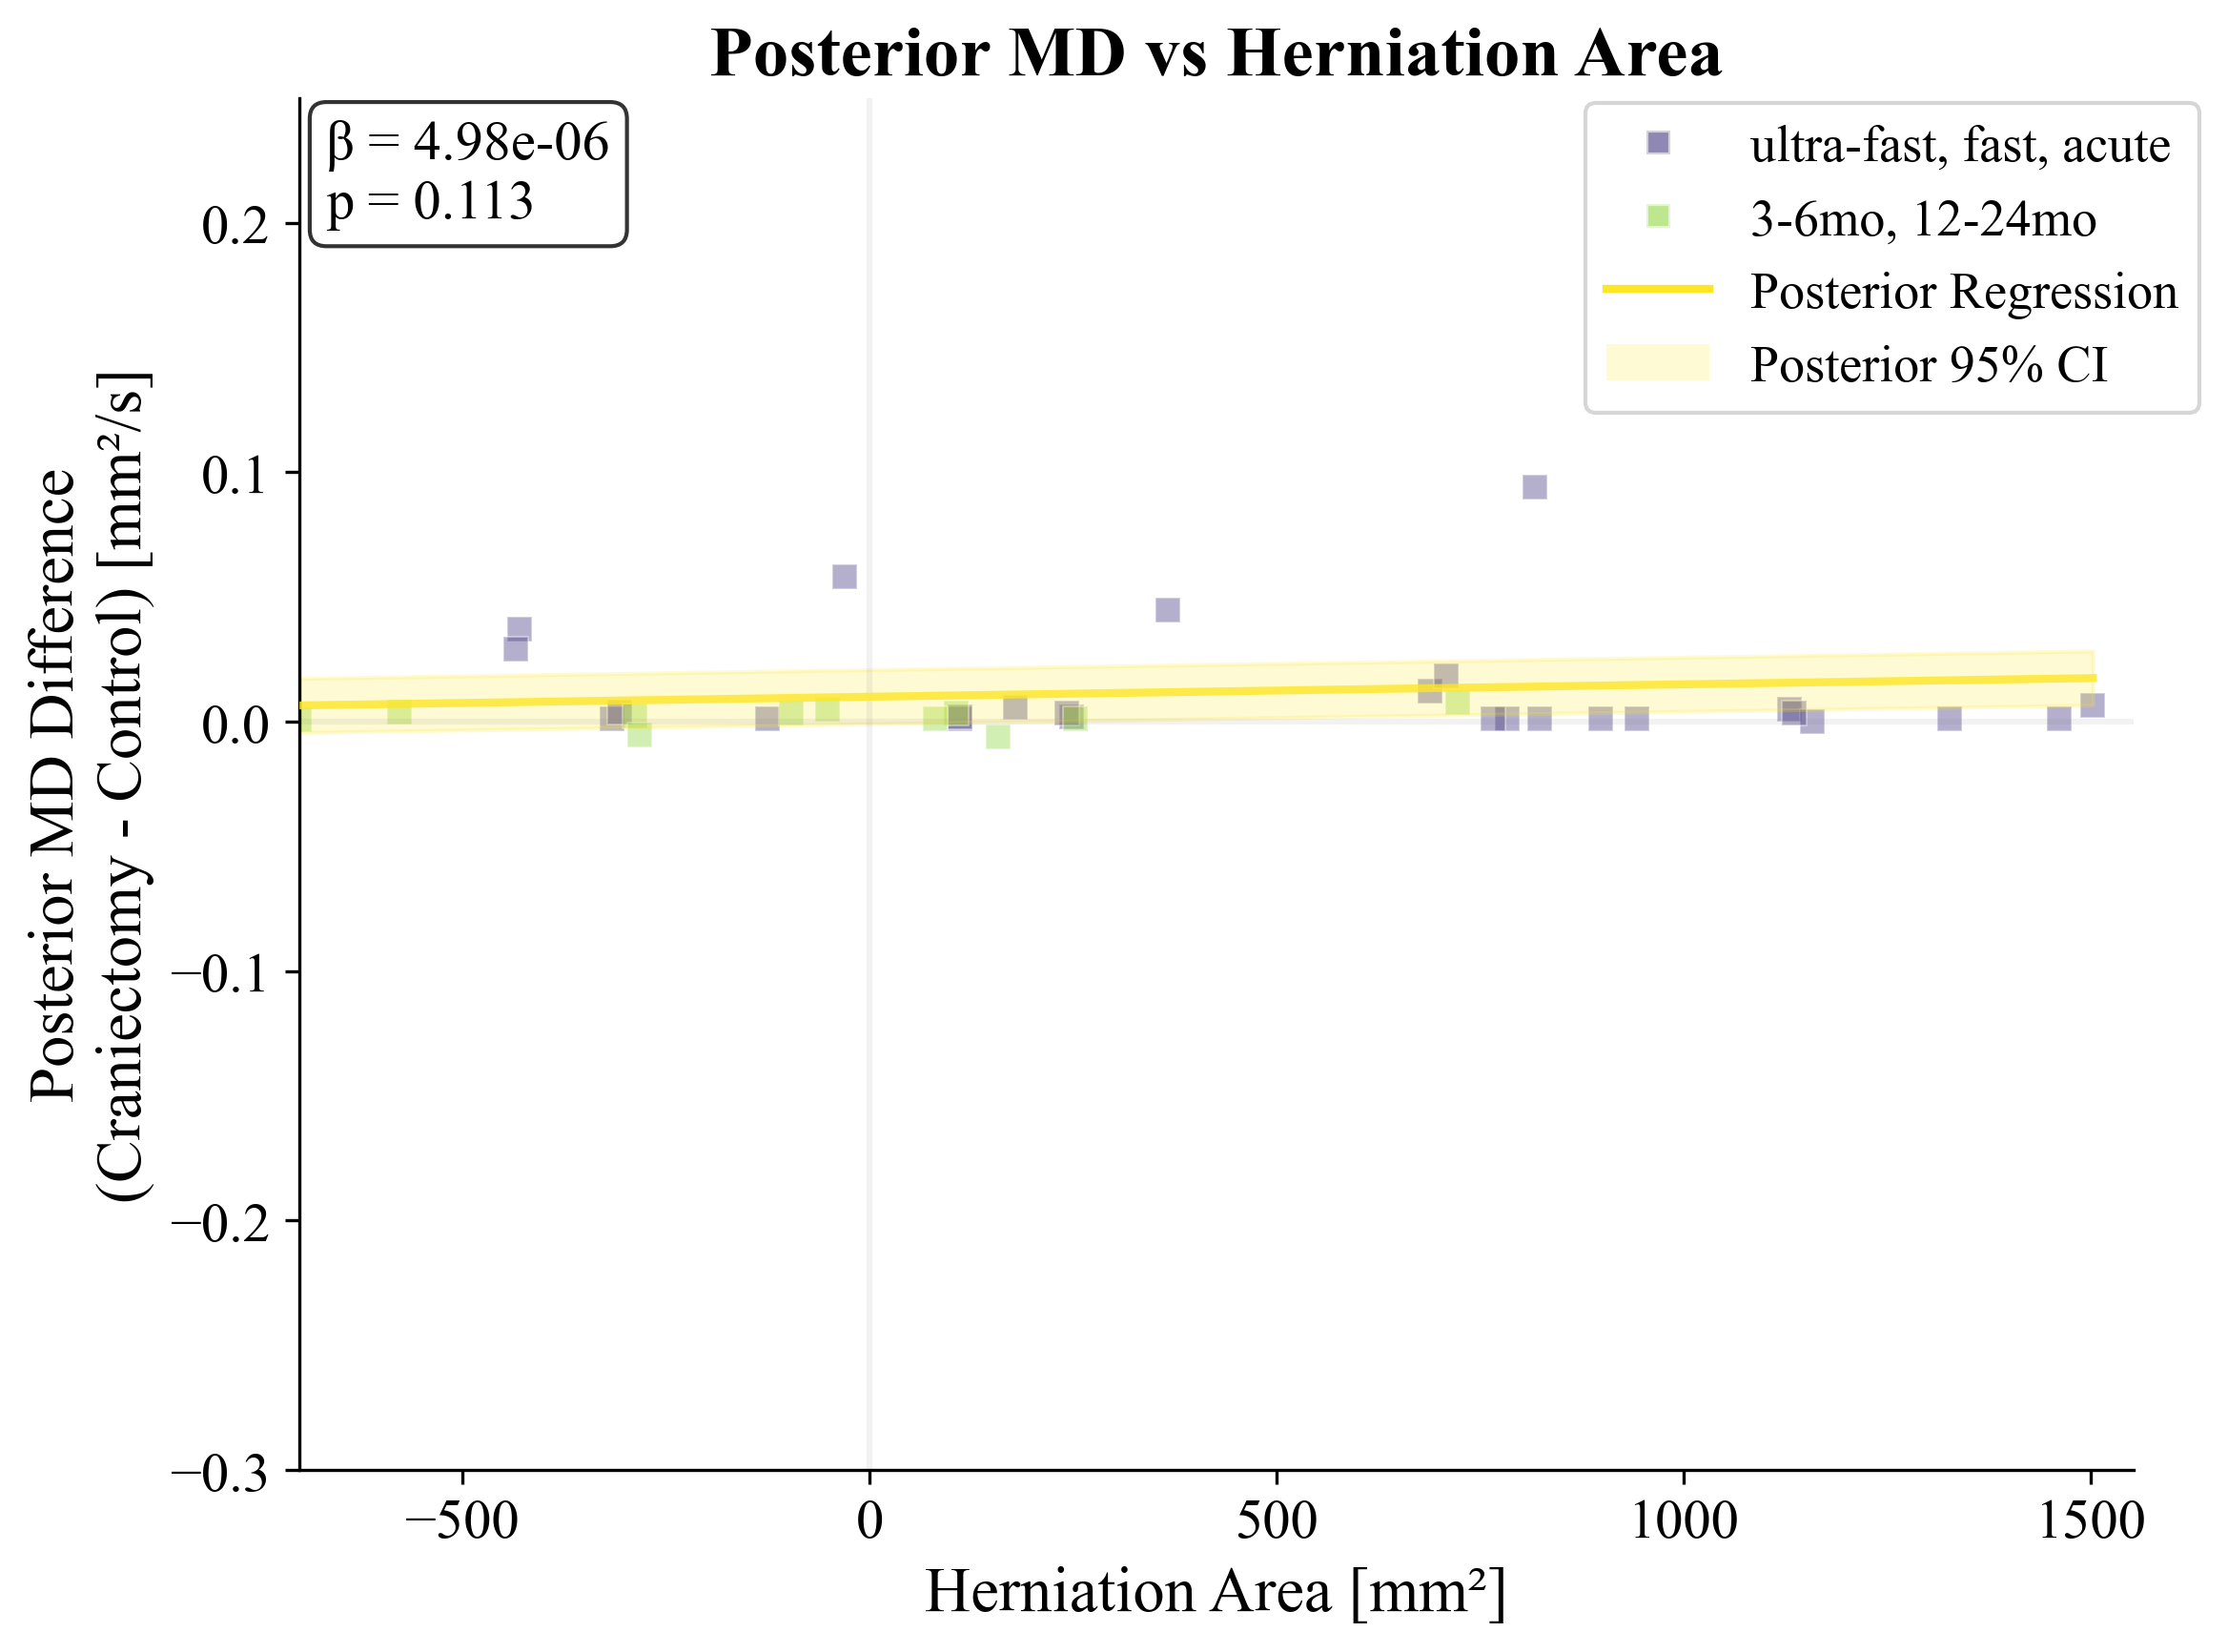 Posterior MD vs Herniation Area
β = 4.98e-06
p = 0.113
ultra-fast, fast, acute
3-6mo, 12-24mo
Posterior Regression
Posterior 95% CI
Posterior MD Difference
(Craniectomy - Control) [mm²/s]
0.2
0.1
0.0
−0.1
−0.2
−0.3
−500
0
500
1000
1500
Herniation Area [mm²]